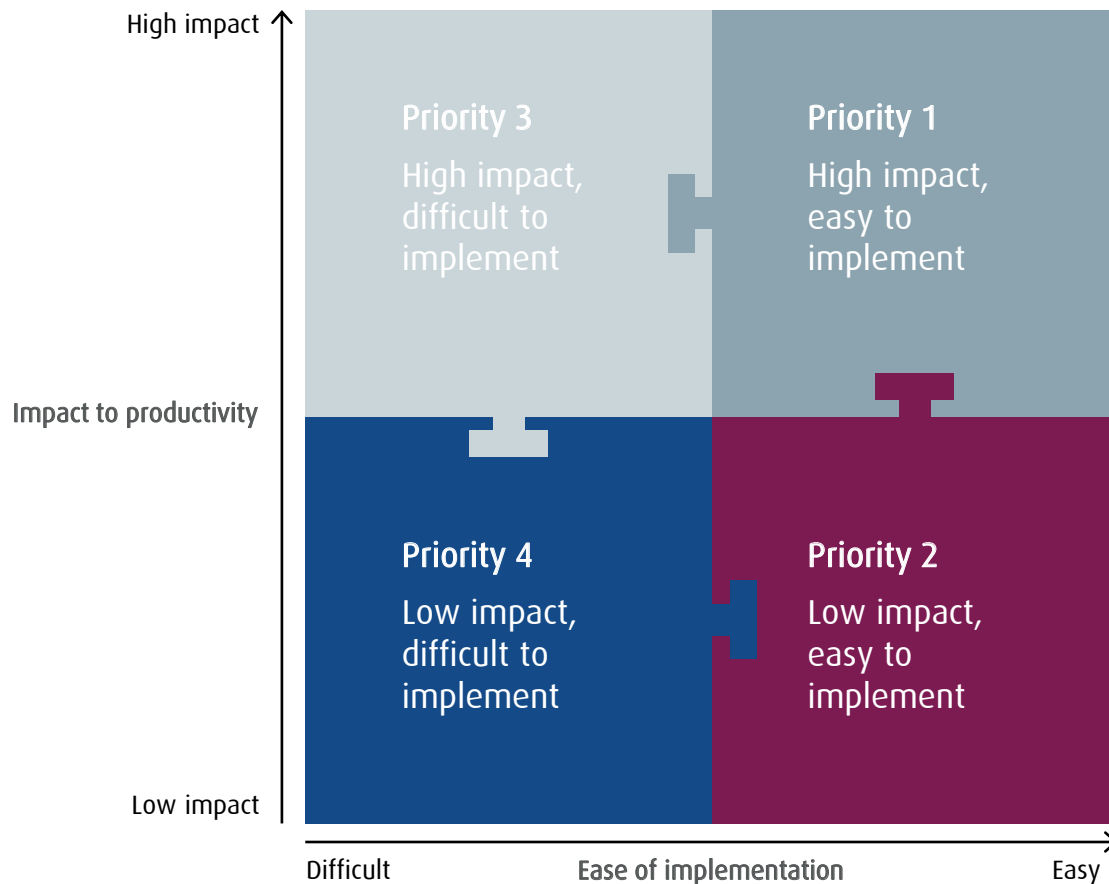 High impact
Priority 3
High impact,
difficult to
implement
Priority 1
High impact,
easy to
implement
Impact to productivity
Priority 4
Low impact,
difficult to
implement
Priority 2
Low impact,
easy to
implement
Low impact
Difficult
Ease of implementation
Easy